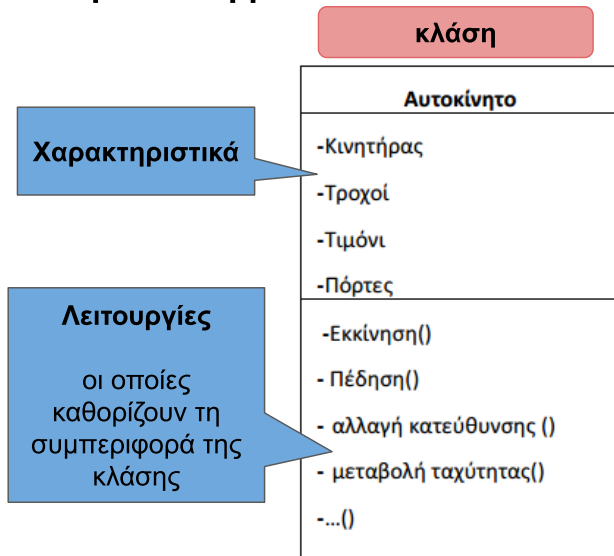 κλάση
Αυτοκίνητο
Χαρακτηριστικά
-Κινητήρας
-Τροχοί
-Τιμόνι
-Πόρτες
Λειτουργίες
οι οποίες
καθορίζουν τη
συμπεριφορά της
κλάσης
-Εκκίνηση()
- Πέδηση()
- αλλαγή κατεύθυνσης ()
- μεταβολή ταχύτητας()
-...()